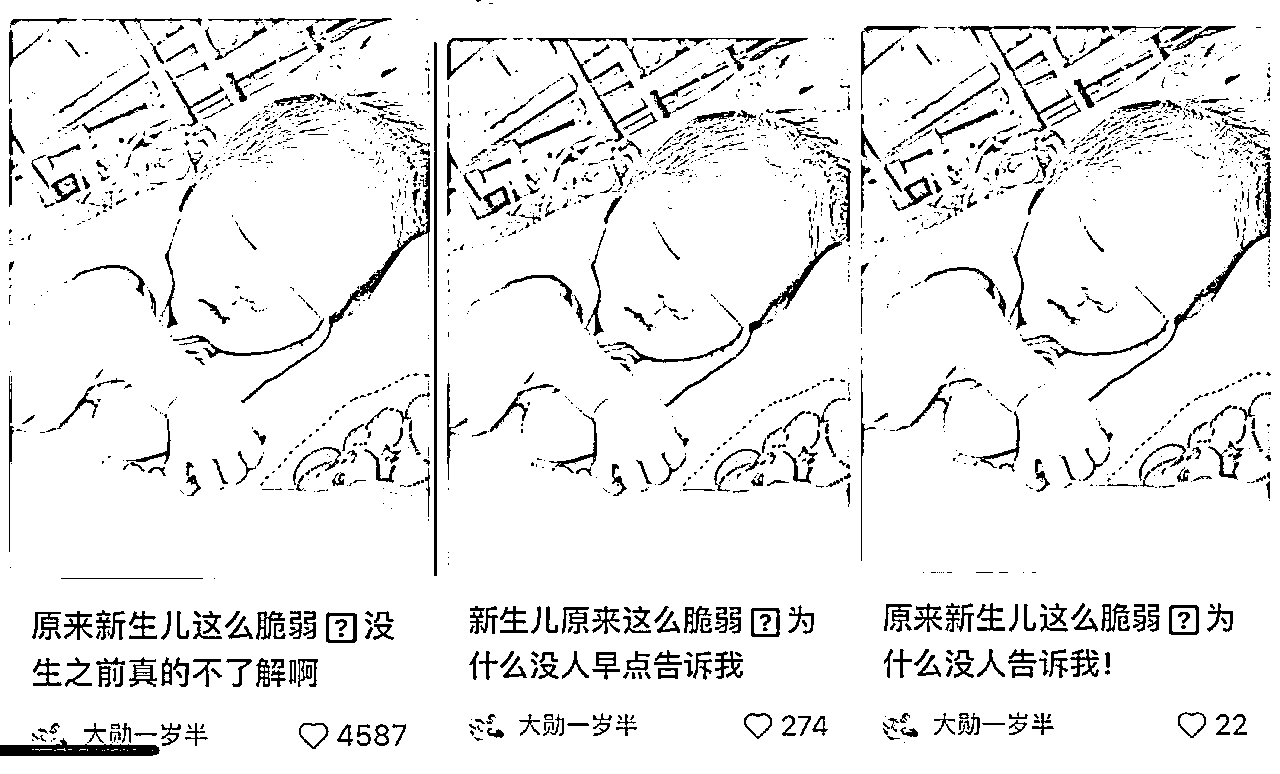 原来新生儿这么脆弱 ? 没
生之前真的不了解啊
大勋一岁半 4587
新生儿原来这么脆弱 ? 为
什么没人早点告诉我
大勋一岁半 274
原来新生儿这么脆弱 ? 为
什么没人告诉我!
大勋一岁半 22